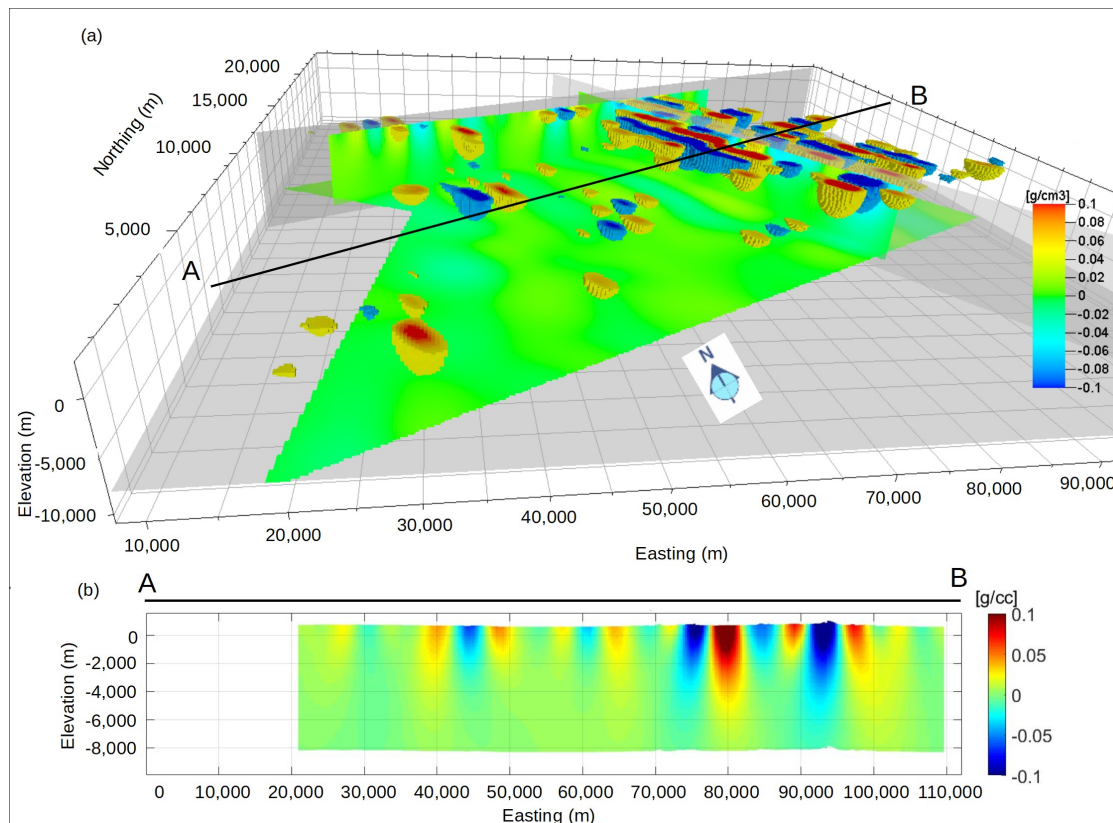 (a)
20,000
15,000
10,000
5,000
Northing (m)
A
B
N
[g/cm3]
0.1
0.08
0.06
0.04
0.02
0
-0.02
-0.04
-0.06
-0.08
-0.1
0
-5,000
-10,000
Elevation (m)
10,000 20,000 30,000 40,000 50,000 60,000 70,000 80,000 90,000
Easting (m)
(b)
A
B
[g/cc]
0.1
0.05
0
-0.05
-0.1
0
-2,000
-4,000
-6,000
-8,000
Elevation (m)
0 10,000 20,000 30,000 40,000 50,000 60,000 70,000 80,000 90,000 100,000 110,000
Easting (m)